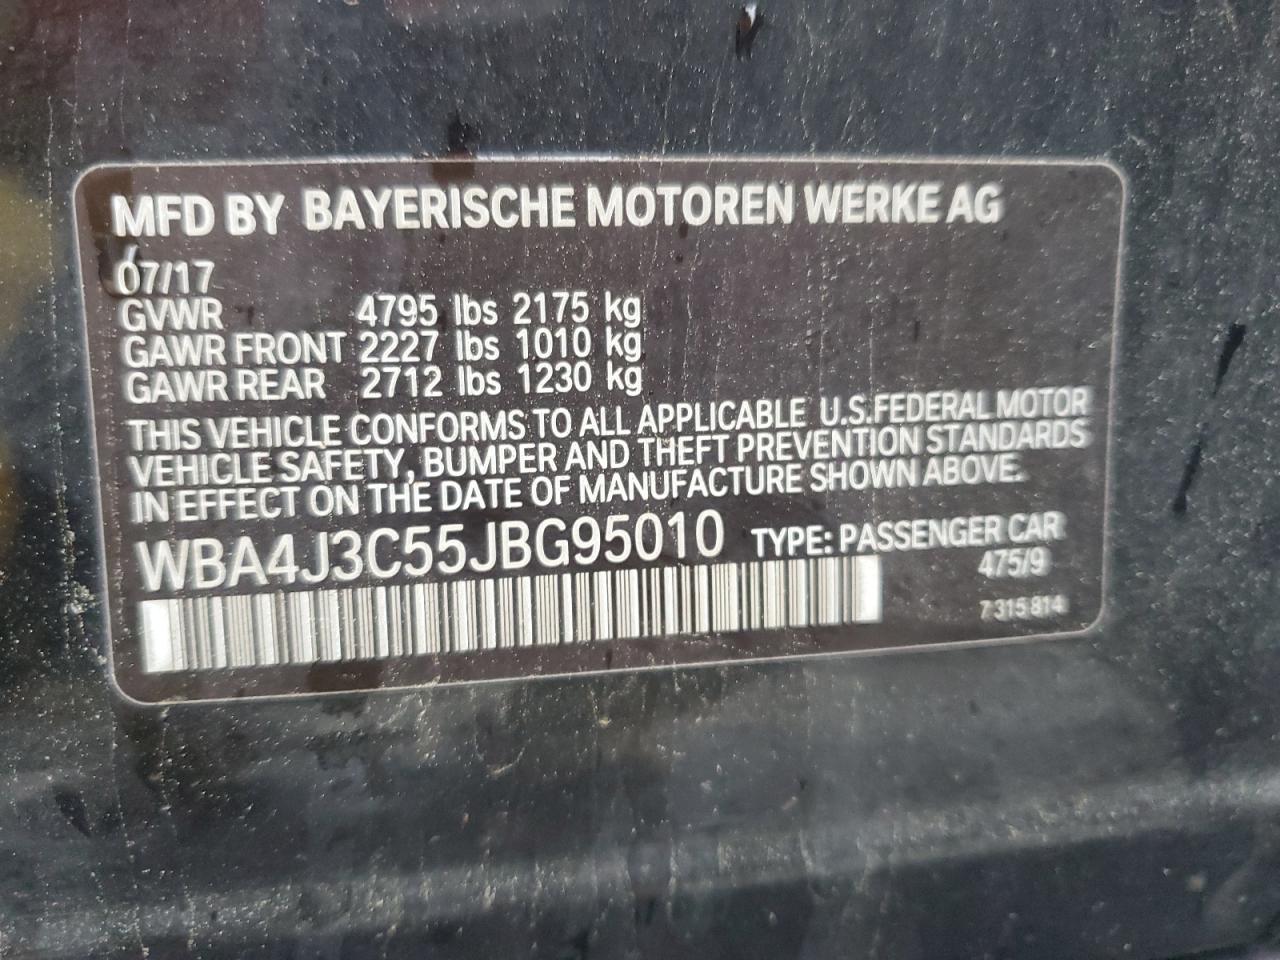 MFD BY BAYERISCHE MOTOREN WERKE AG
07/17
GVWR 4795 lbs 2175 kg
GAWR FRONT 2227 lbs 1010 kg
GAWR REAR 2712 lbs 1230 kg
THIS VEHICLE CONFORMS TO ALL APPLICABLE U.S.FEDERAL MOTOR
VEHICLE SAFETY, BUMPER AND THEFT PREVENTION STANDARDS
IN EFFECT ON THE DATE OF MANUFACTURE SHOWN ABOVE.
WBA4J3C55JBG95010 TYPE: PASSENGER CAR
475/9
7 315 814